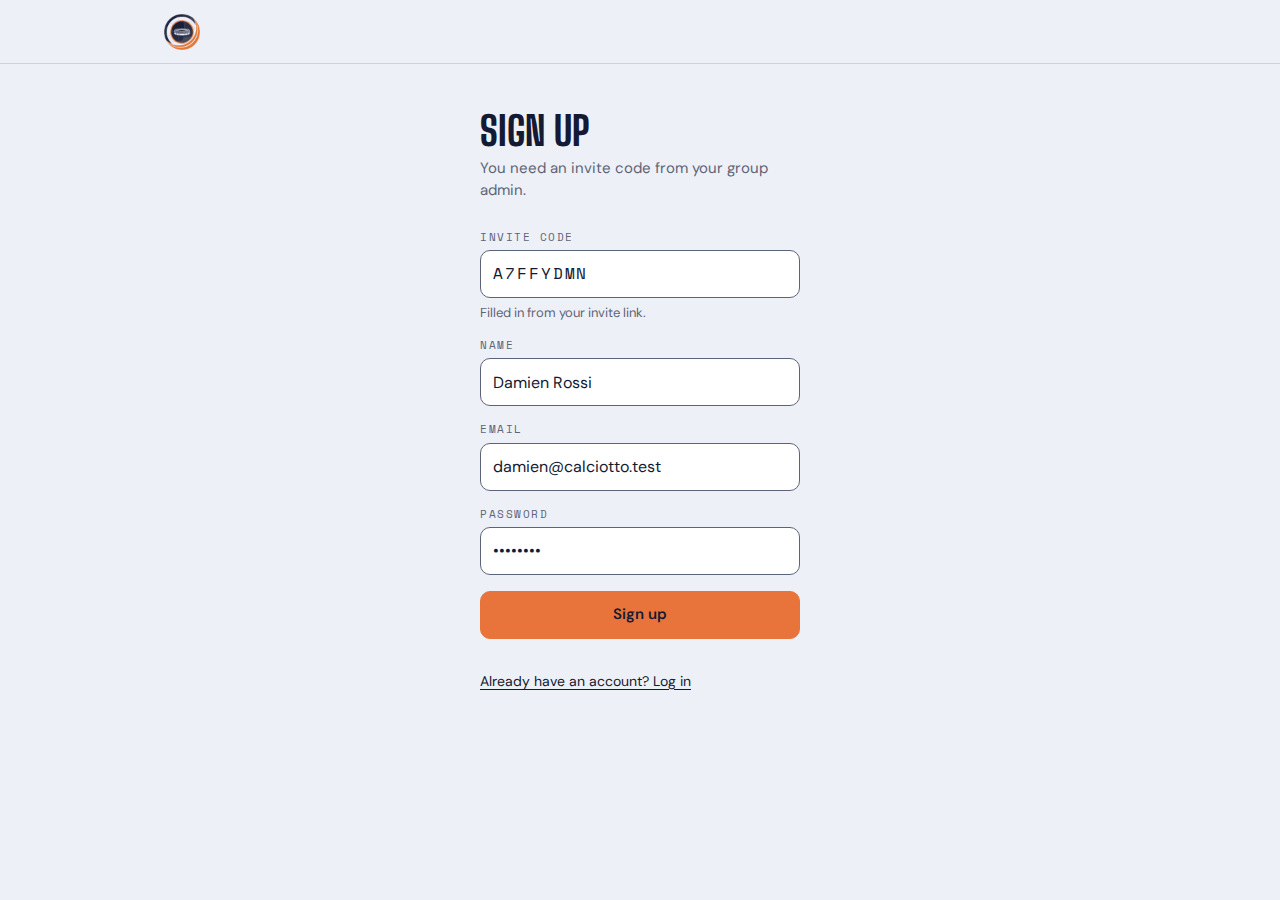 SIGN UP
You need an invite code from your group
admin.
INVITE CODE
A7FFYDMN
Filled in from your invite link.
NAME
Damien Rossi
EMAIL
damien@calciotto.test
PASSWORD
••••••••
Sign up
Already have an account? Log in